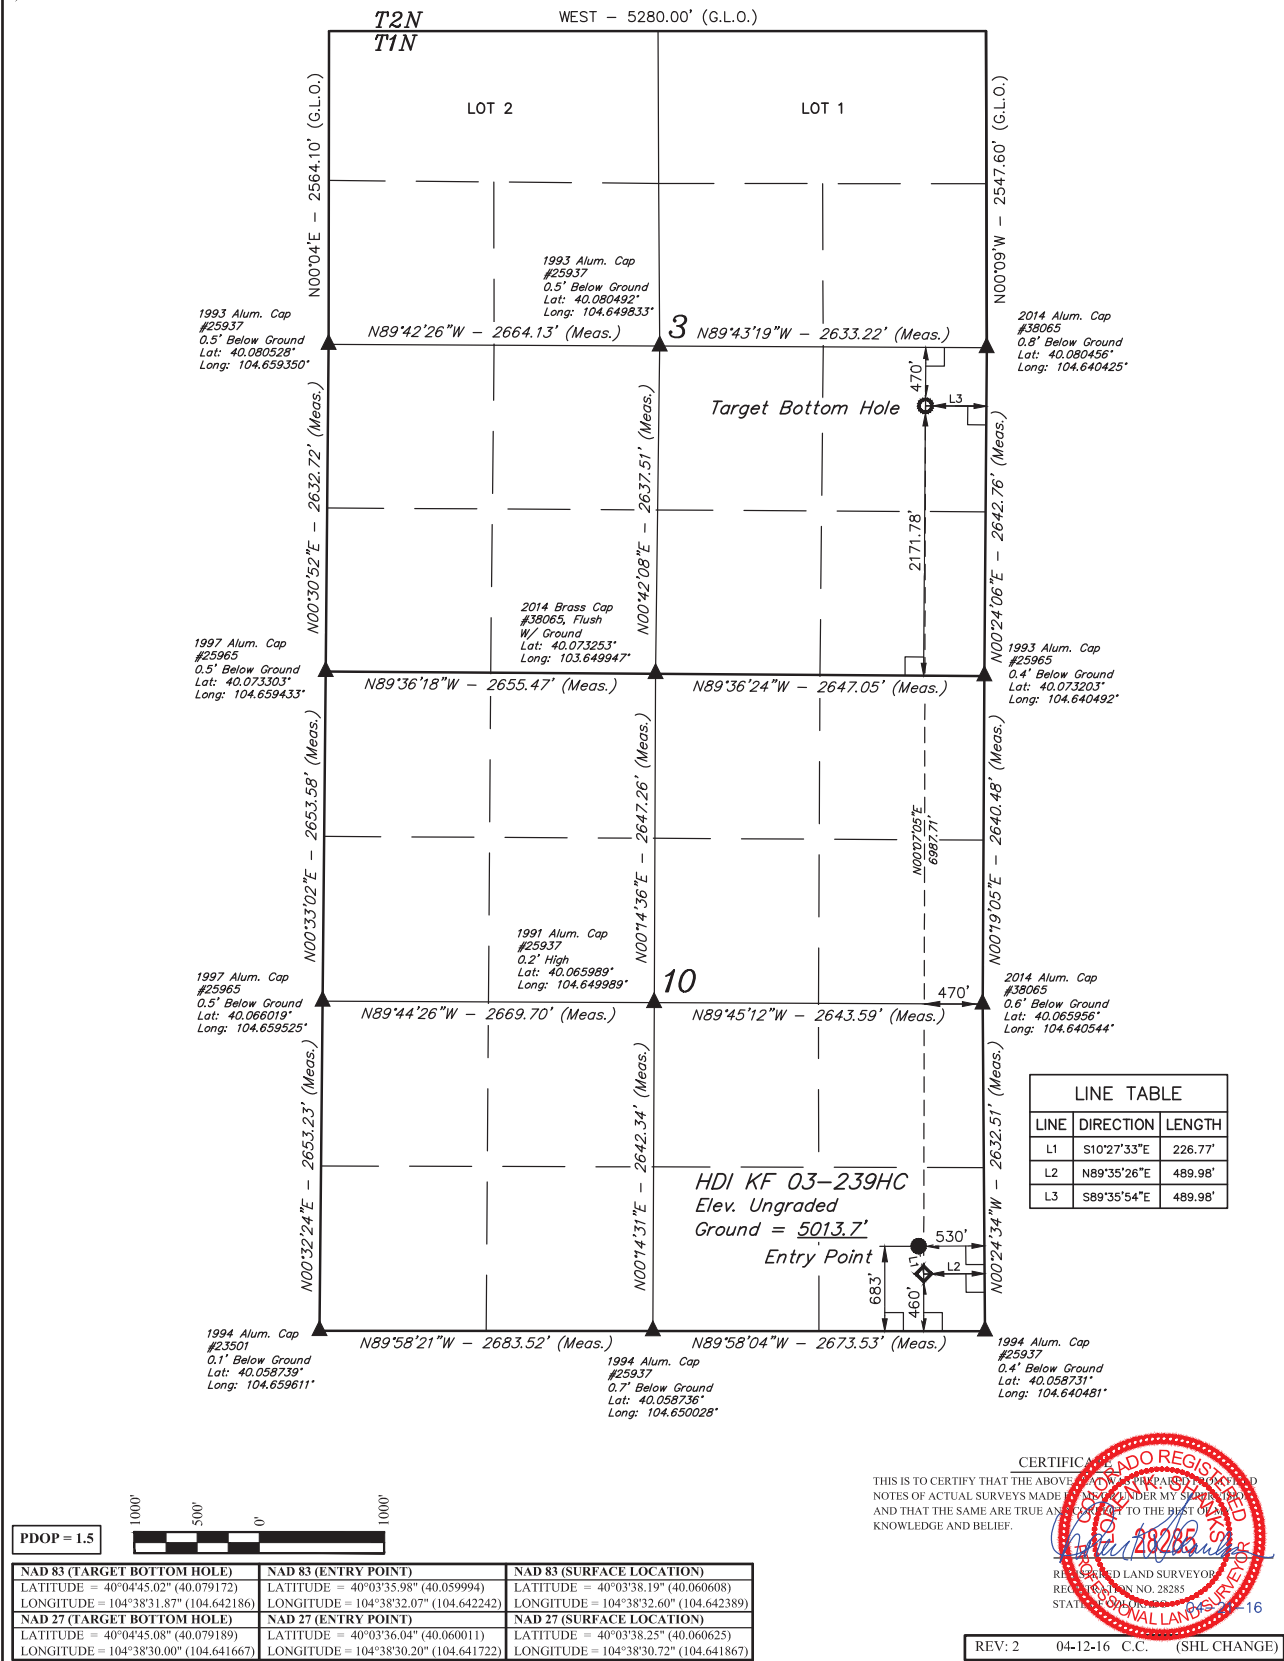 T2N
T1N
WEST – 5280.00' (G.L.O.)
LOT 2
LOT 1
N00°04'E – 2564.10' (G.L.O.)
N00°09'W – 2547.60' (G.L.O.)
1993 Alum. Cap
#25937
0.5' Below Ground
Lat: 40.080492°
Long: 104.649833°
1993 Alum. Cap
#25937
0.5' Below Ground
Lat: 40.080528°
Long: 104.659350°
N89°42'26"W – 2664.13' (Meas.)
3
N89°43'19"W – 2633.22' (Meas.)
2014 Alum. Cap
#38065
0.8' Below Ground
Lat: 40.080456°
Long: 104.640425°
470'
Target Bottom Hole
L3
N00°30'52"E – 2632.72' (Meas.)
N00°42'08"E – 2637.51' (Meas.)
2171.78'
N00°24'06"E – 2642.76' (Meas.)
2014 Brass Cap
#38065, Flush
W/ Ground
Lat: 40.073253°
Long: 103.649947°
1997 Alum. Cap
#25965
0.5' Below Ground
Lat: 40.073303°
Long: 104.659433°
1993 Alum. Cap
#25965
0.4' Below Ground
Lat: 40.073203°
Long: 104.640492°
N89°36'18"W – 2655.47' (Meas.)
N89°36'24"W – 2647.05' (Meas.)
N00°33'02"E – 2653.58' (Meas.)
N00°14'36"E – 2647.26' (Meas.)
N00°07'05"E
6987.71'
N00°19'05"E – 2640.48' (Meas.)
1991 Alum. Cap
#25937
0.2' High
Lat: 40.065989°
Long: 104.649989°
10
1997 Alum. Cap
#25965
0.5' Below Ground
Lat: 40.066019°
Long: 104.659525°
470'
2014 Alum. Cap
#38065
0.6' Below Ground
Lat: 40.065956°
Long: 104.640544°
N89°44'26"W – 2669.70' (Meas.)
N89°45'12"W – 2643.59' (Meas.)
N00°32'24"E – 2653.23' (Meas.)
N00°14'31"E – 2642.34' (Meas.)
N00°24'34"W – 2632.51' (Meas.)
LINE TABLE
LINE DIRECTION LENGTH
L1 S10°27'33"E 226.77'
L2 N89°35'26"E 489.98'
L3 S89°35'54"E 489.98'
HDI KF 03–239HC
Elev. Ungraded
Ground = 5013.7'
Entry Point
530'
L1
L2
683'
460'
N89°58'21"W – 2683.52' (Meas.)
N89°58'04"W – 2673.53' (Meas.)
1994 Alum. Cap
#23501
0.1' Below Ground
Lat: 40.058739°
Long: 104.659611°
1994 Alum. Cap
#25937
0.7' Below Ground
Lat: 40.058736°
Long: 104.650028°
1994 Alum. Cap
#25937
0.4' Below Ground
Lat: 40.058731°
Long: 104.640481°
THIS IS TO CERTIFY THAT THE ABOVE
NOTES OF ACTUAL SURVEYS MADE UNDER MY
AND THAT THE SAME ARE TRUE TO THE BEST OF MY
KNOWLEDGE AND BELIEF.
COLORADO REGISTERED
LOREN K. SHANKS
28285
PROFESSIONAL LAND SURVEYOR
LAND SURVEYOR
NO. 28285
STATE
1000'
500'
0'
1000'
PDOP = 1.5
NAD 83 (TARGET BOTTOM HOLE) NAD 83 (ENTRY POINT) NAD 83 (SURFACE LOCATION)
LATITUDE = 40°04'45.02" (40.079172) LATITUDE = 40°03'35.98" (40.059994) LATITUDE = 40°03'38.19" (40.060608)
LONGITUDE = 104°38'31.87" (104.642186) LONGITUDE = 104°38'32.07" (104.642242) LONGITUDE = 104°38'32.60" (104.642389)
NAD 27 (TARGET BOTTOM HOLE) NAD 27 (ENTRY POINT) NAD 27 (SURFACE LOCATION)
LATITUDE = 40°04'45.08" (40.079189) LATITUDE = 40°03'36.04" (40.060011) LATITUDE = 40°03'38.25" (40.060625)
LONGITUDE = 104°38'30.00" (104.641667) LONGITUDE = 104°38'30.20" (104.641722) LONGITUDE = 104°38'30.72" (104.641867)
REV: 2 04-12-16 C.C. (SHL CHANGE)